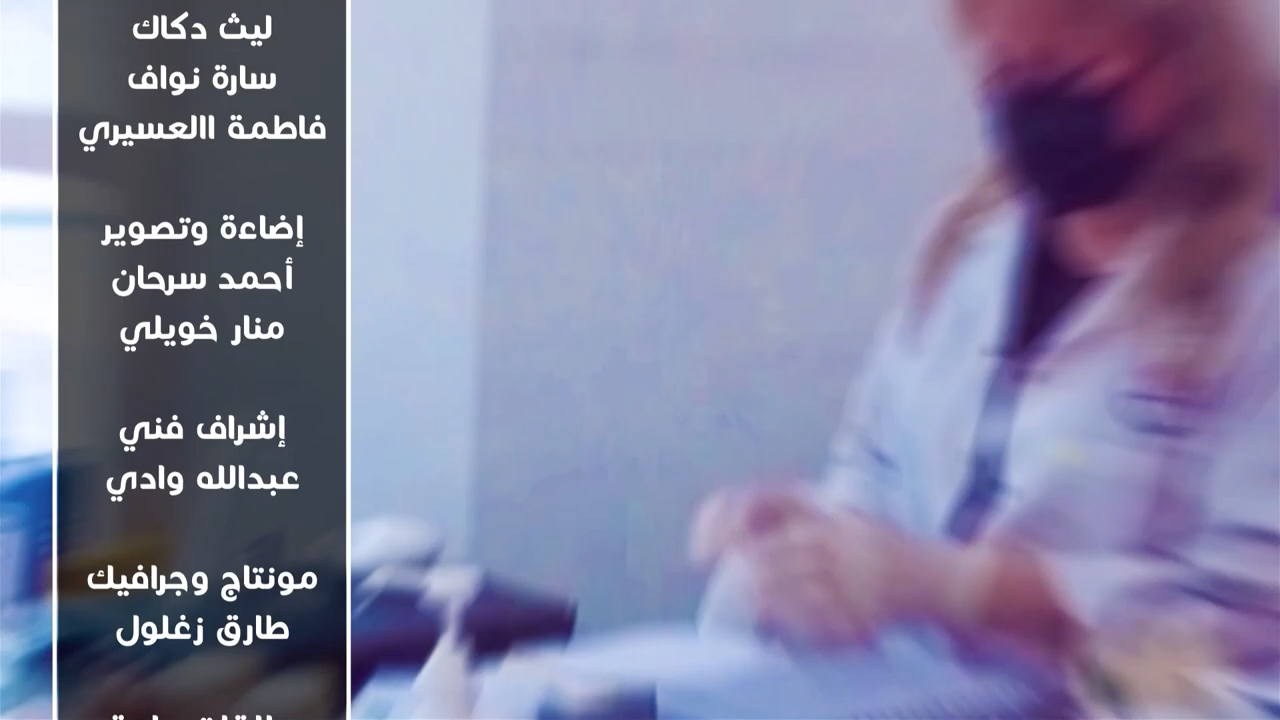 ليث دكاك
سارة نواف
فاطمة االعسيري
إضاءة وتصوير
أحمد سرحان
منار خويلي
إشراف فني
عبدالله وادي
مونتاج وجرافيك
طارق زغلول